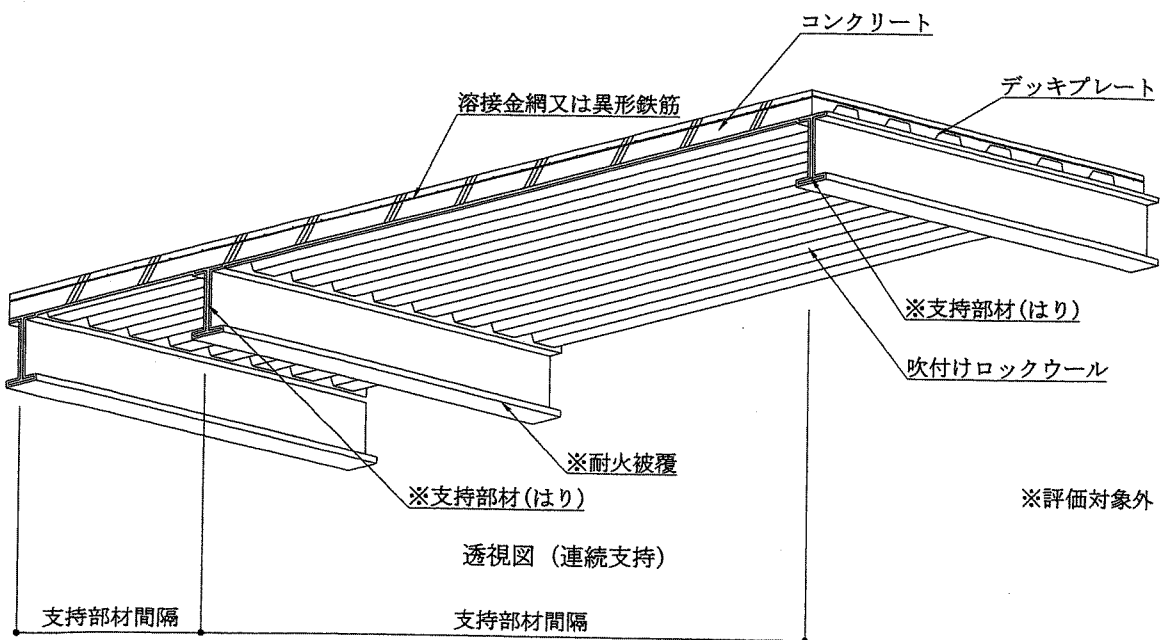 コンクリート
デッキプレート
溶接金網又は異形鉄筋
※支持部材(はり)
吹付けロックウール
※耐火被覆
※支持部材(はり)
※評価対象外
透視図 (連続支持)
支持部材間隔
支持部材間隔